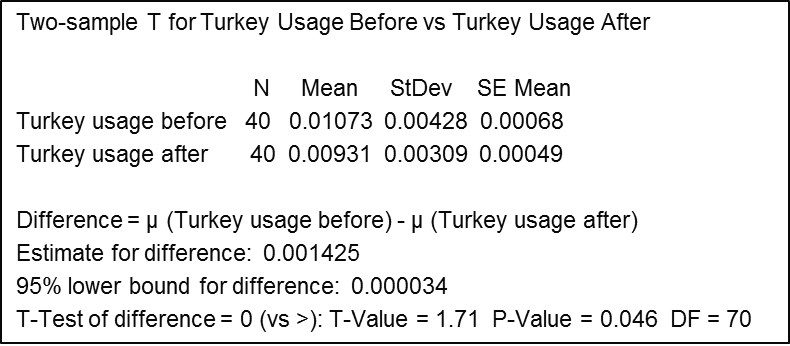 Two-sample T for Turkey Usage Before vs Turkey Usage After
N Mean StDev SE Mean
Turkey usage before 40 0.01073 0.00428 0.00068
Turkey usage after 40 0.00931 0.00309 0.00049
Difference = μ (Turkey usage before) - μ (Turkey usage after)
Estimate for difference: 0.001425
95% lower bound for difference: 0.000034
T-Test of difference = 0 (vs >): T-Value = 1.71 P-Value = 0.046 DF = 70